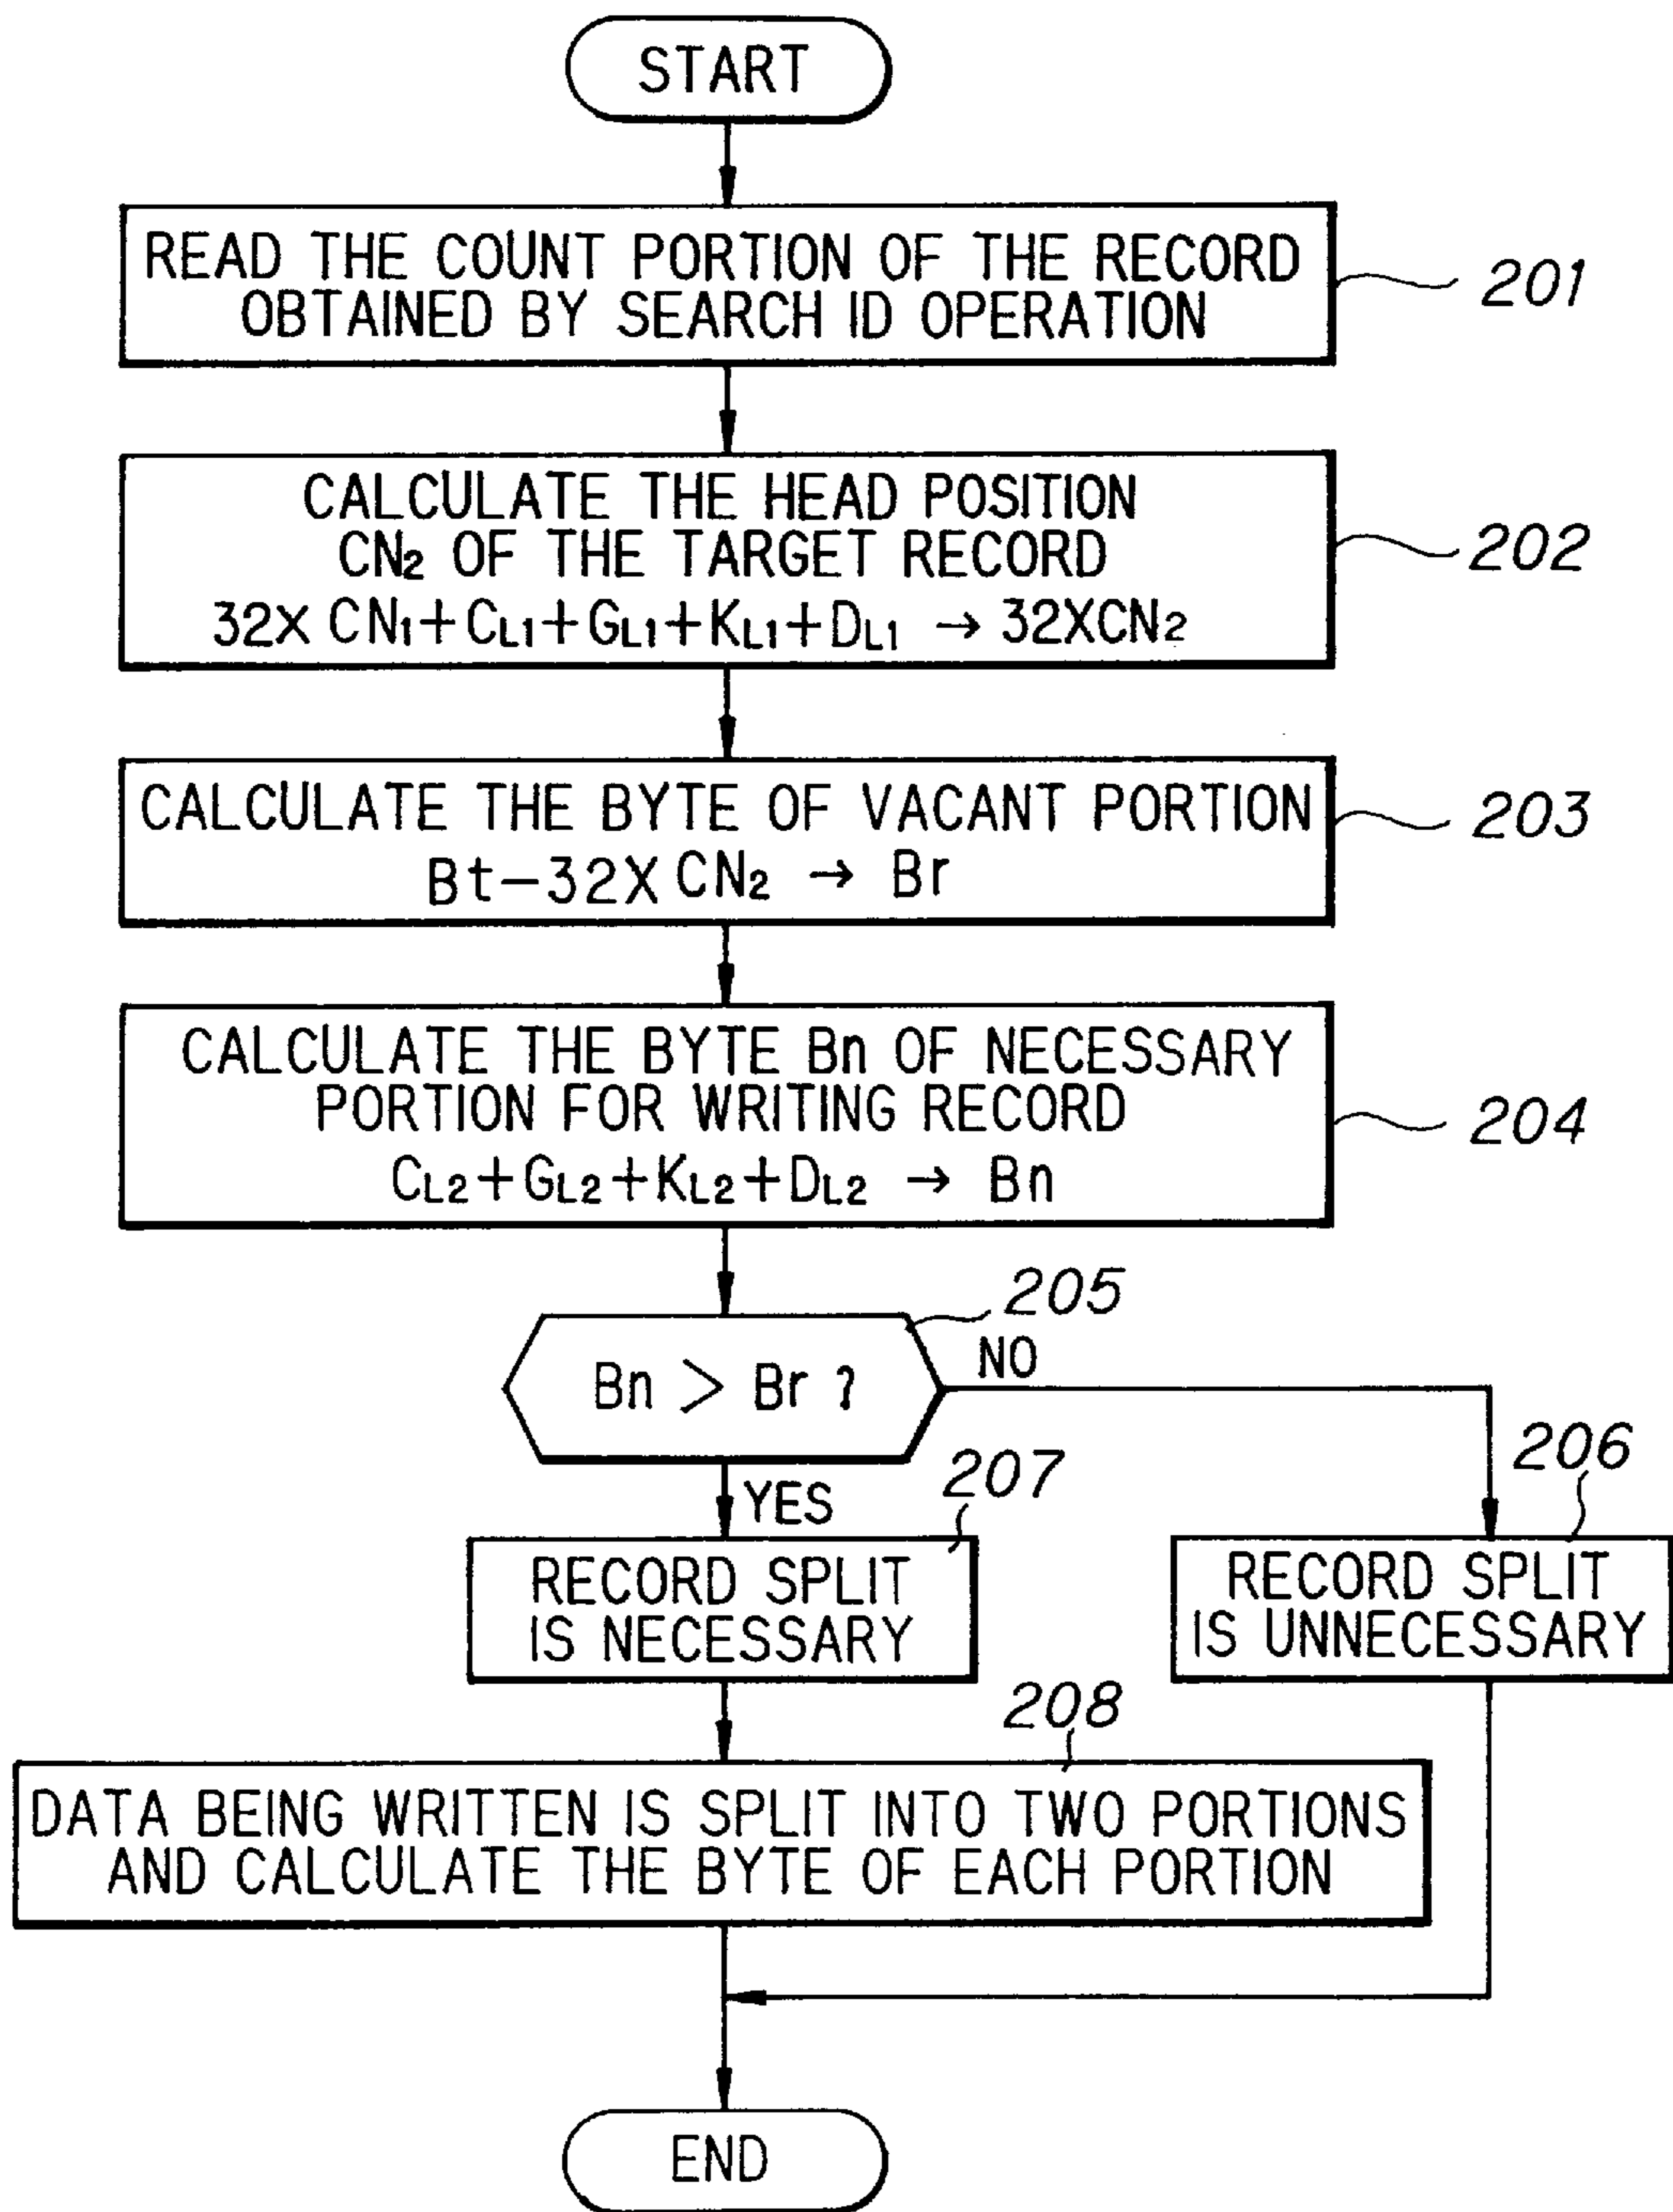 START
READ THE COUNT PORTION OF THE RECORD
OBTAINED BY SEARCH ID OPERATION
201
CALCULATE THE HEAD POSITION
CN₂ OF THE TARGET RECORD
32X CN₁+CL1+GL1+KL1+DL1 → 32XCN₂
202
CALCULATE THE BYTE OF VACANT PORTION
Bt-32X CN₂ → Br
203
CALCULATE THE BYTE Bn OF NECESSARY
PORTION FOR WRITING RECORD
CL2+GL2+KL2+DL2 → Bn
204
205
Bn > Br ?
NO
YES
207
206
RECORD SPLIT
IS NECESSARY
RECORD SPLIT
IS UNNECESSARY
208
DATA BEING WRITTEN IS SPLIT INTO TWO PORTIONS
AND CALCULATE THE BYTE OF EACH PORTION
END